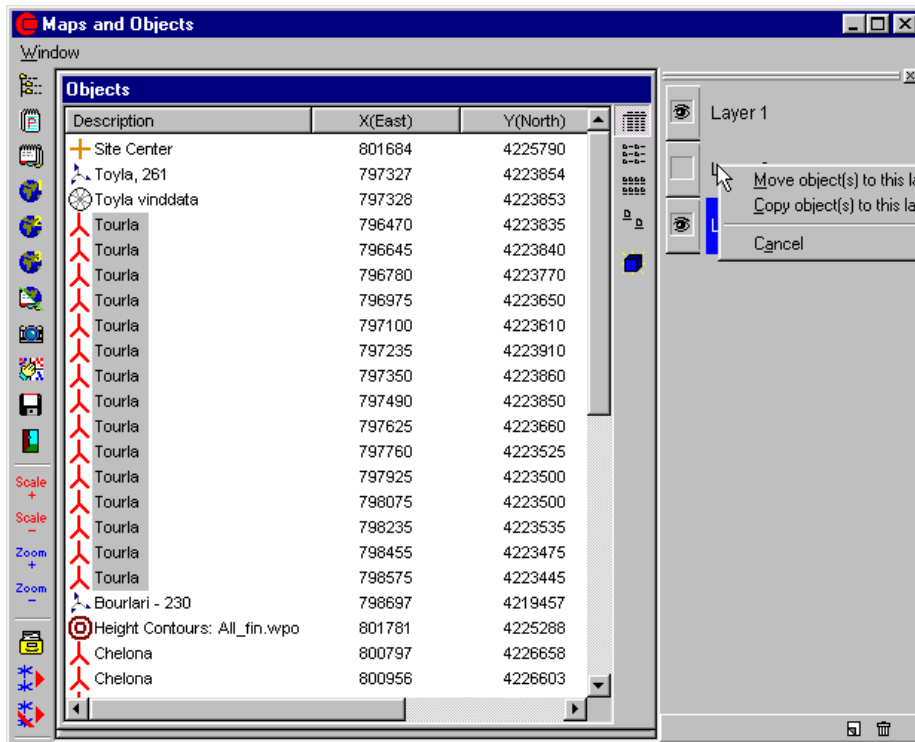 Maps and Objects
Window
Objects
Description X(East) Y(North)
Site Center 801684 4225790
Toyla, 261 797327 4223854
Toyla vinddata 797328 4223853
Tourla 796470 4223835
Tourla 796645 4223840
Tourla 796780 4223770
Tourla 796975 4223650
Tourla 797100 4223610
Tourla 797235 4223910
Tourla 797350 4223860
Tourla 797490 4223850
Tourla 797625 4223660
Tourla 797760 4223525
Tourla 797925 4223500
Tourla 798075 4223500
Tourla 798235 4223535
Tourla 798455 4223475
Tourla 798575 4223445
Bourlari - 230 798697 4219457
Height Contours: All_fin.wpo 801781 4225288
Chelona 800797 4226658
Chelona 800956 4226603
Scale
+
Scale
-
Zoom
+
Zoom
-
Layer 1
Move object(s) to this la
Copy object(s) to this la
Cancel